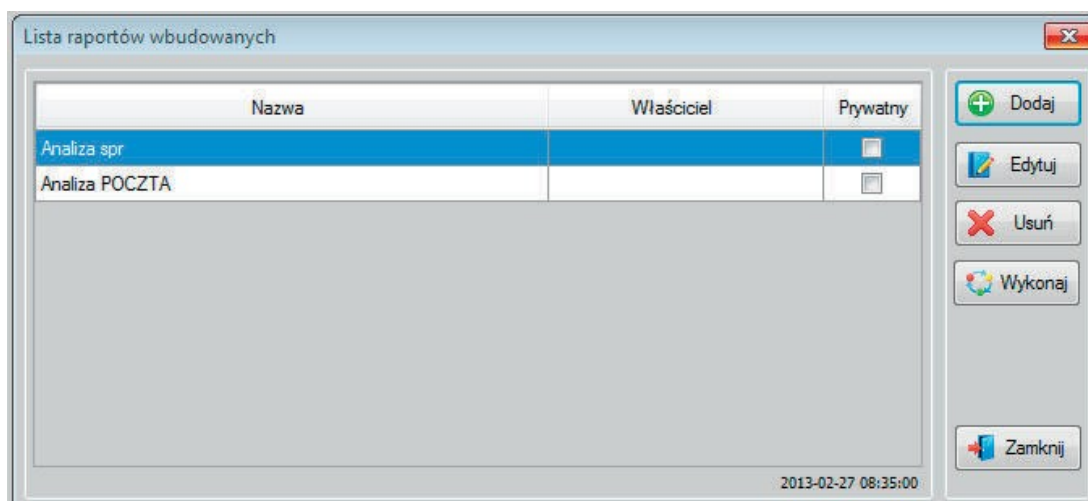 Lista raportów wbudowanych
Nazwa Właściciel Prywatny
Analiza spr
Analiza POCZTA
Dodaj
Edytuj
Usuń
Wykonaj
Zamknij
2013-02-27 08:35:00